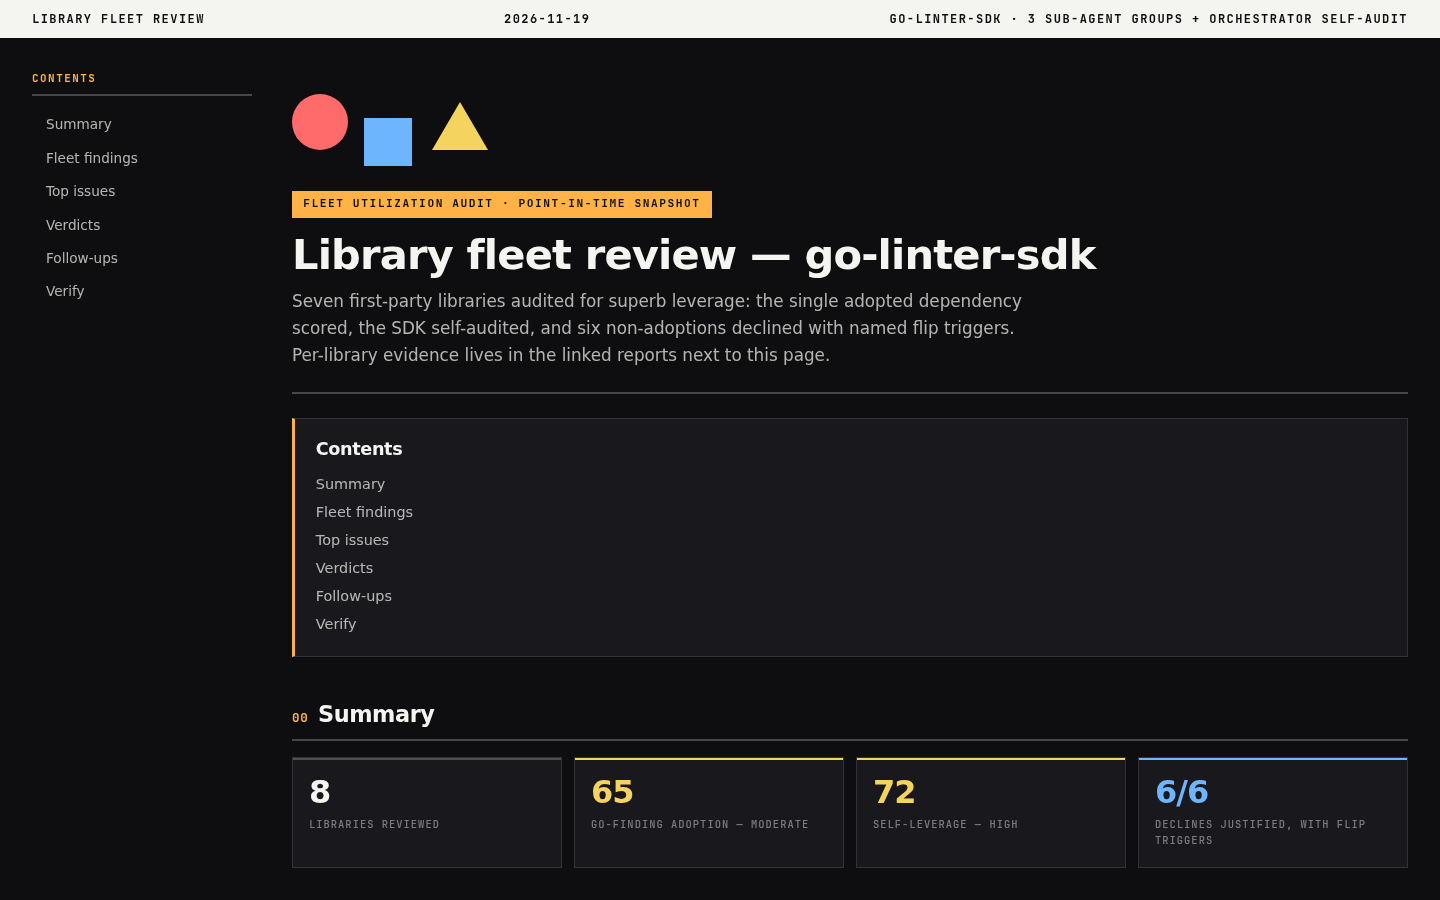 LIBRARY FLEET REVIEW
2026-11-19
GO-LINTER-SDK · 3 SUB-AGENT GROUPS + ORCHESTRATOR SELF-AUDIT
CONTENTS
Summary
Fleet findings
Top issues
Verdicts
Follow-ups
Verify
FLEET UTILIZATION AUDIT · POINT-IN-TIME SNAPSHOT
Library fleet review — go-linter-sdk
Seven first-party libraries audited for superb leverage: the single adopted dependency
scored, the SDK self-audited, and six non-adoptions declined with named flip triggers.
Per-library evidence lives in the linked reports next to this page.
Contents
Summary
Fleet findings
Top issues
Verdicts
Follow-ups
Verify
00 Summary
8
LIBRARIES REVIEWED
65
GO-FINDING ADOPTION — MODERATE
72
SELF-LEVERAGE — HIGH
6/6
DECLINES JUSTIFIED, WITH FLIP
TRIGGERS